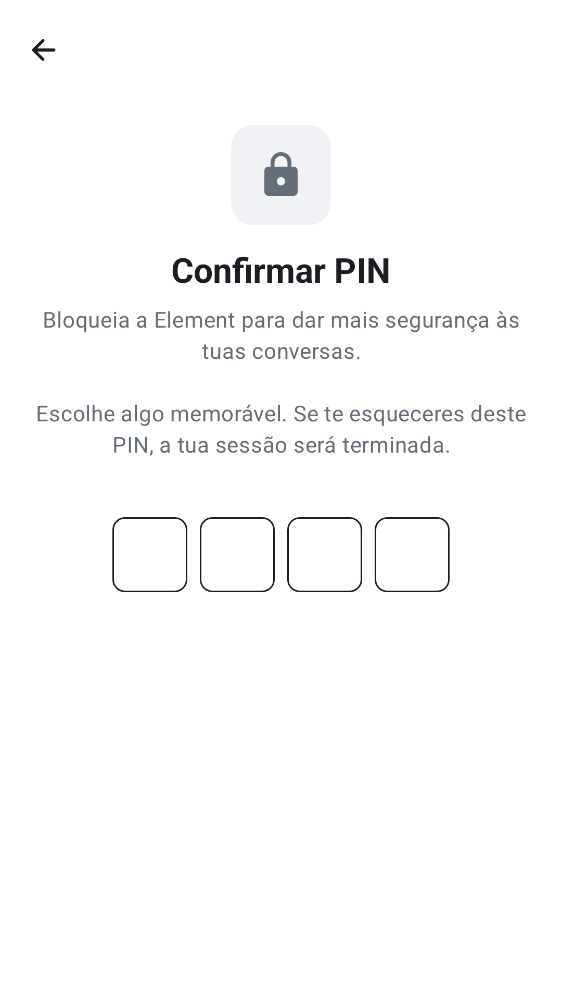 Confirmar PIN
Bloqueia a Element para dar mais segurança às
tuas conversas.
Escolhe algo memorável. Se te esqueceres deste
PIN, a tua sessão será terminada.